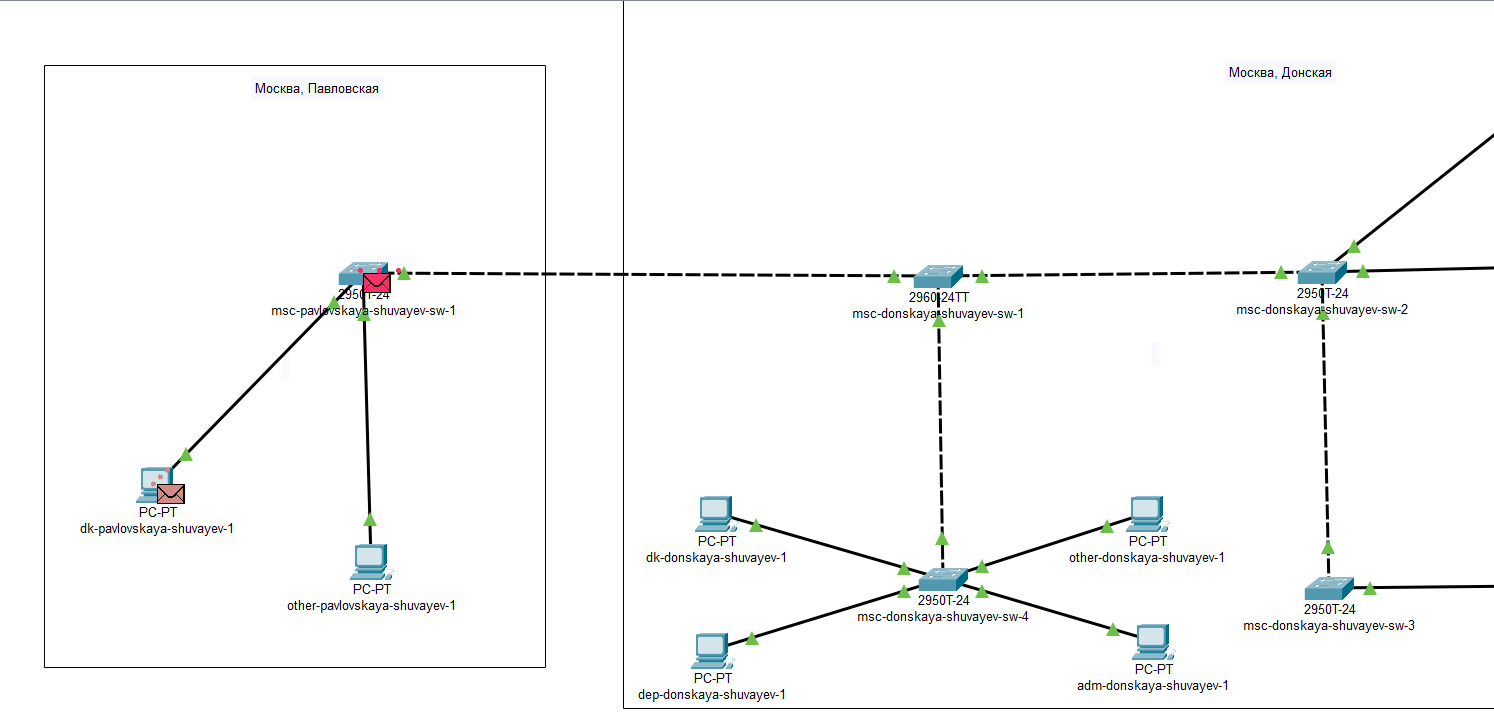 Москва, Павловская
Москва, Донская
2950T-24
msc-pavlovskaya-shuvayev-sw-1
2960-24TT
msc-donskaya-shuvayev-sw-1
2950T-24
msc-donskaya-shuvayev-sw-2
PC-PT
dk-pavlovskaya-shuvayev-1
PC-PT
other-pavlovskaya-shuvayev-1
PC-PT
dk-donskaya-shuvayev-1
PC-PT
other-donskaya-shuvayev-1
2950T-24
msc-donskaya-shuvayev-sw-4
2950T-24
msc-donskaya-shuvayev-sw-3
PC-PT
dep-donskaya-shuvayev-1
PC-PT
adm-donskaya-shuvayev-1